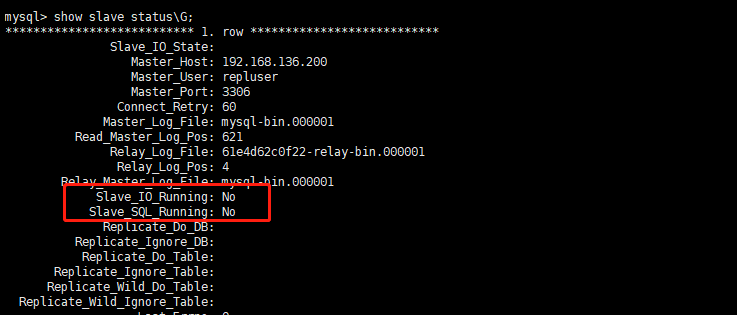 mysql> show slave status\G;
*************************** 1. row ***************************
Slave_IO_State:
Master_Host: 192.168.136.200
Master_User: repluser
Master_Port: 3306
Connect_Retry: 60
Master_Log_File: mysql-bin.000001
Read_Master_Log_Pos: 621
Relay_Log_File: 61e4d62c0f22-relay-bin.000001
Relay_Log_Pos: 4
Relay_Master_Log_File: mysql-bin.000001
Slave_IO_Running: No
Slave_SQL_Running: No
Replicate_Do_DB:
Replicate_Ignore_DB:
Replicate_Do_Table:
Replicate_Ignore_Table:
Replicate_Wild_Do_Table:
Replicate_Wild_Ignore_Table: